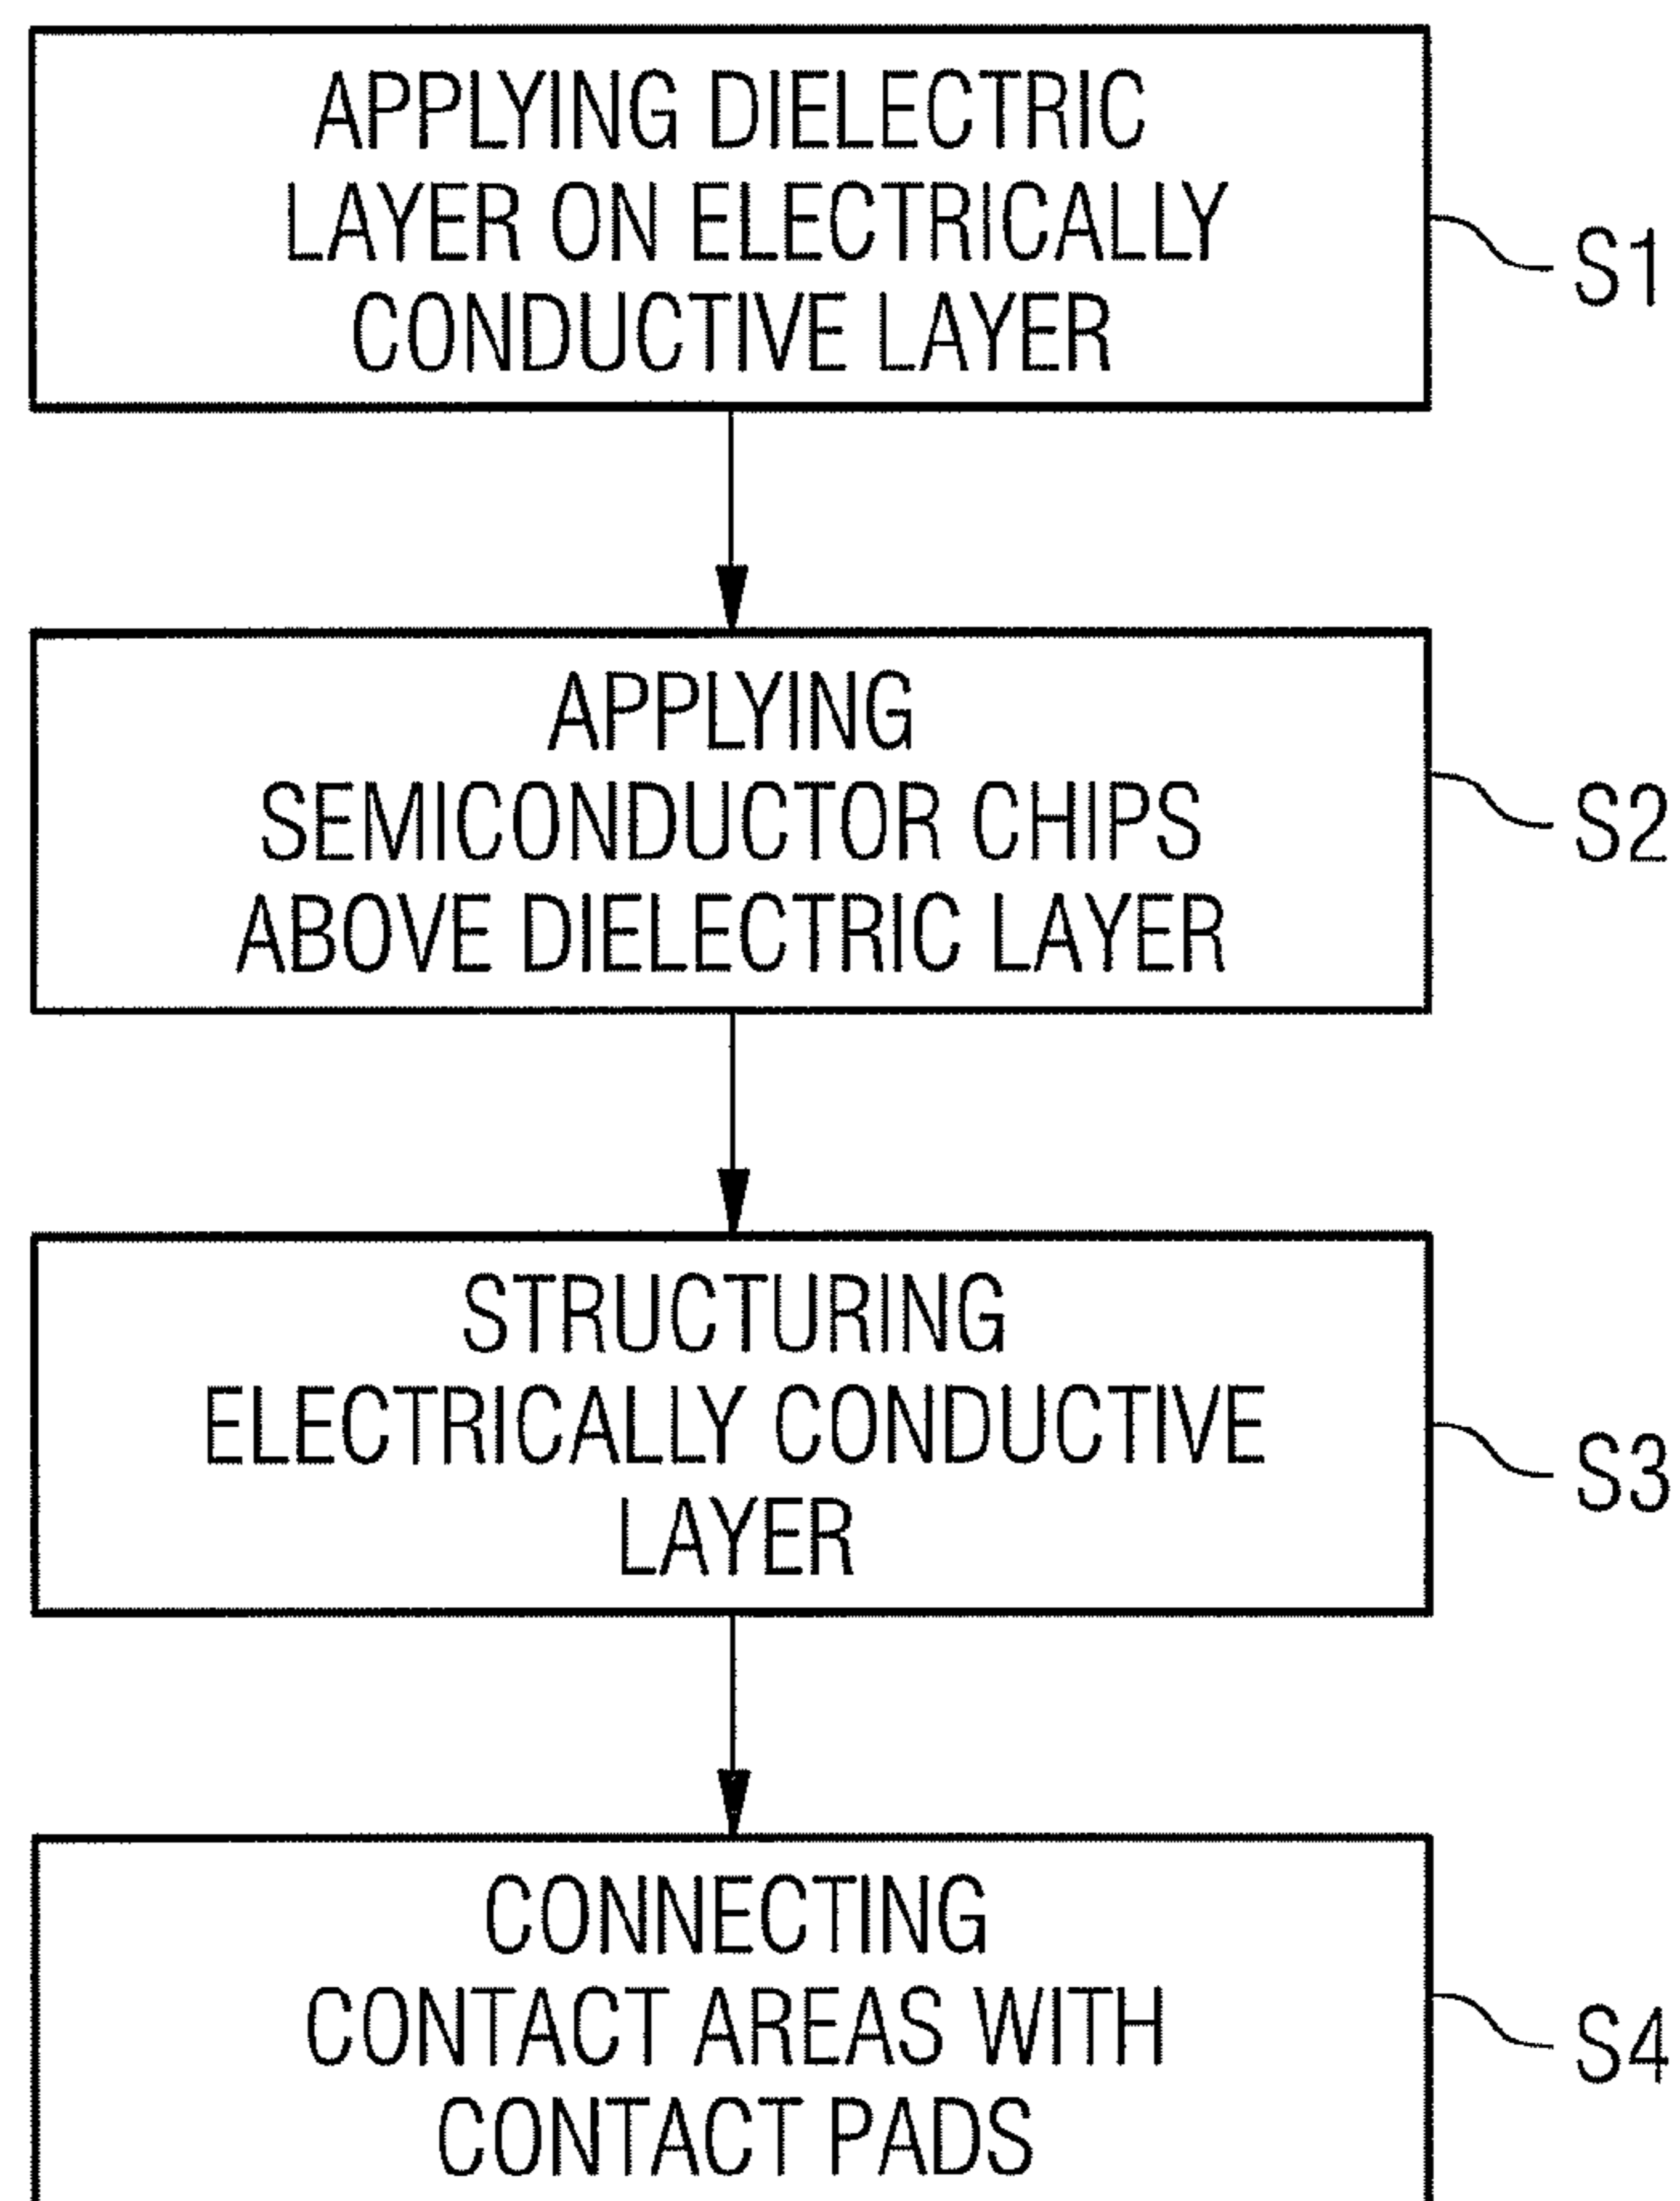 APPLYING DIELECTRIC
LAYER ON ELECTRICALLY
CONDUCTIVE LAYER
S1
APPLYING
SEMICONDUCTOR CHIPS
ABOVE DIELECTRIC LAYER
S2
STRUCTURING
ELECTRICALLY CONDUCTIVE
LAYER
S3
CONNECTING
CONTACT AREAS WITH
CONTACT PADS
S4